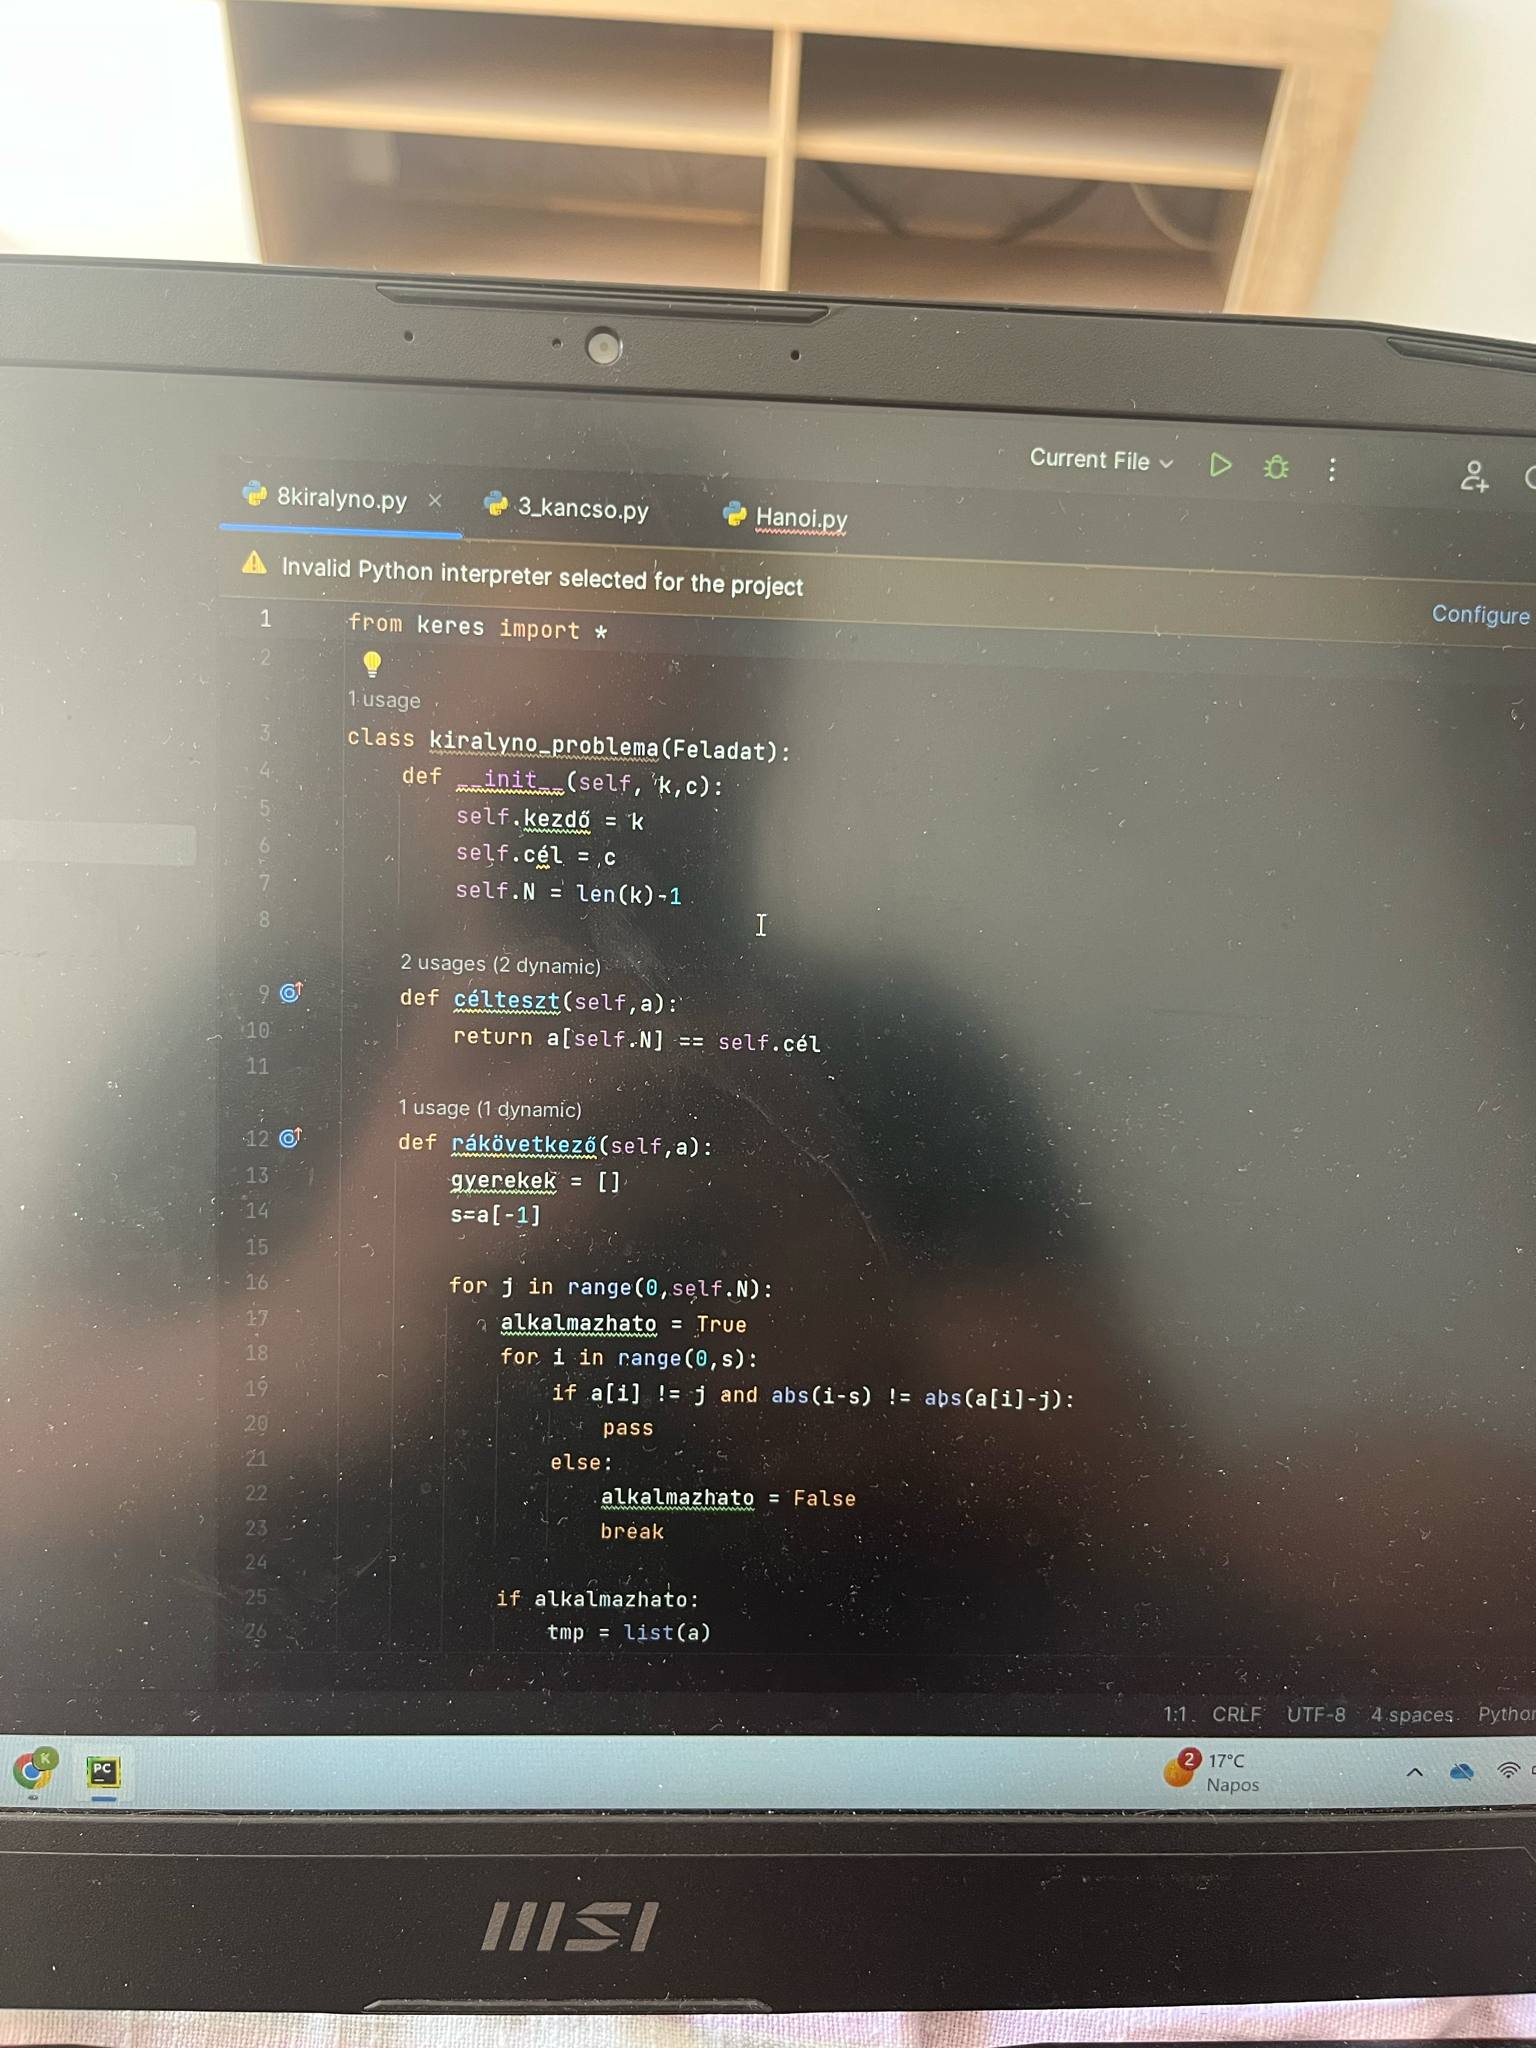 Current File
8kiralyno.py
3_kancso.py
Hanoi.py
Invalid Python interpreter selected for the project
Configure
1 from keres import *
2
1 usage
3 class kiralyno_problema(Feladat):
4 def __init__(self, k,c):
5 self.kezdő = k
6 self.cél = c
7 self.N = len(k)-1
8
2 usages (2 dynamic)
9 def célteszt(self,a):
10 return a[self.N] == self.cél
11
1 usage (1 dynamic)
12 def rákövetkező(self,a):
13 gyerekek = []
14 s=a[-1]
15
16 for j in range(0,self.N):
17 alkalmazhato = True
18 for i in range(0,s):
19 if a[i] != j and abs(i-s) != abs(a[i]-j):
20 pass
21 else:
22 alkalmazhato = False
23 break
24
25 if alkalmazhato:
26 tmp = list(a)
1:1 CRLF UTF-8 4 spaces Python
K
PC
2
17°C
Napos
msi